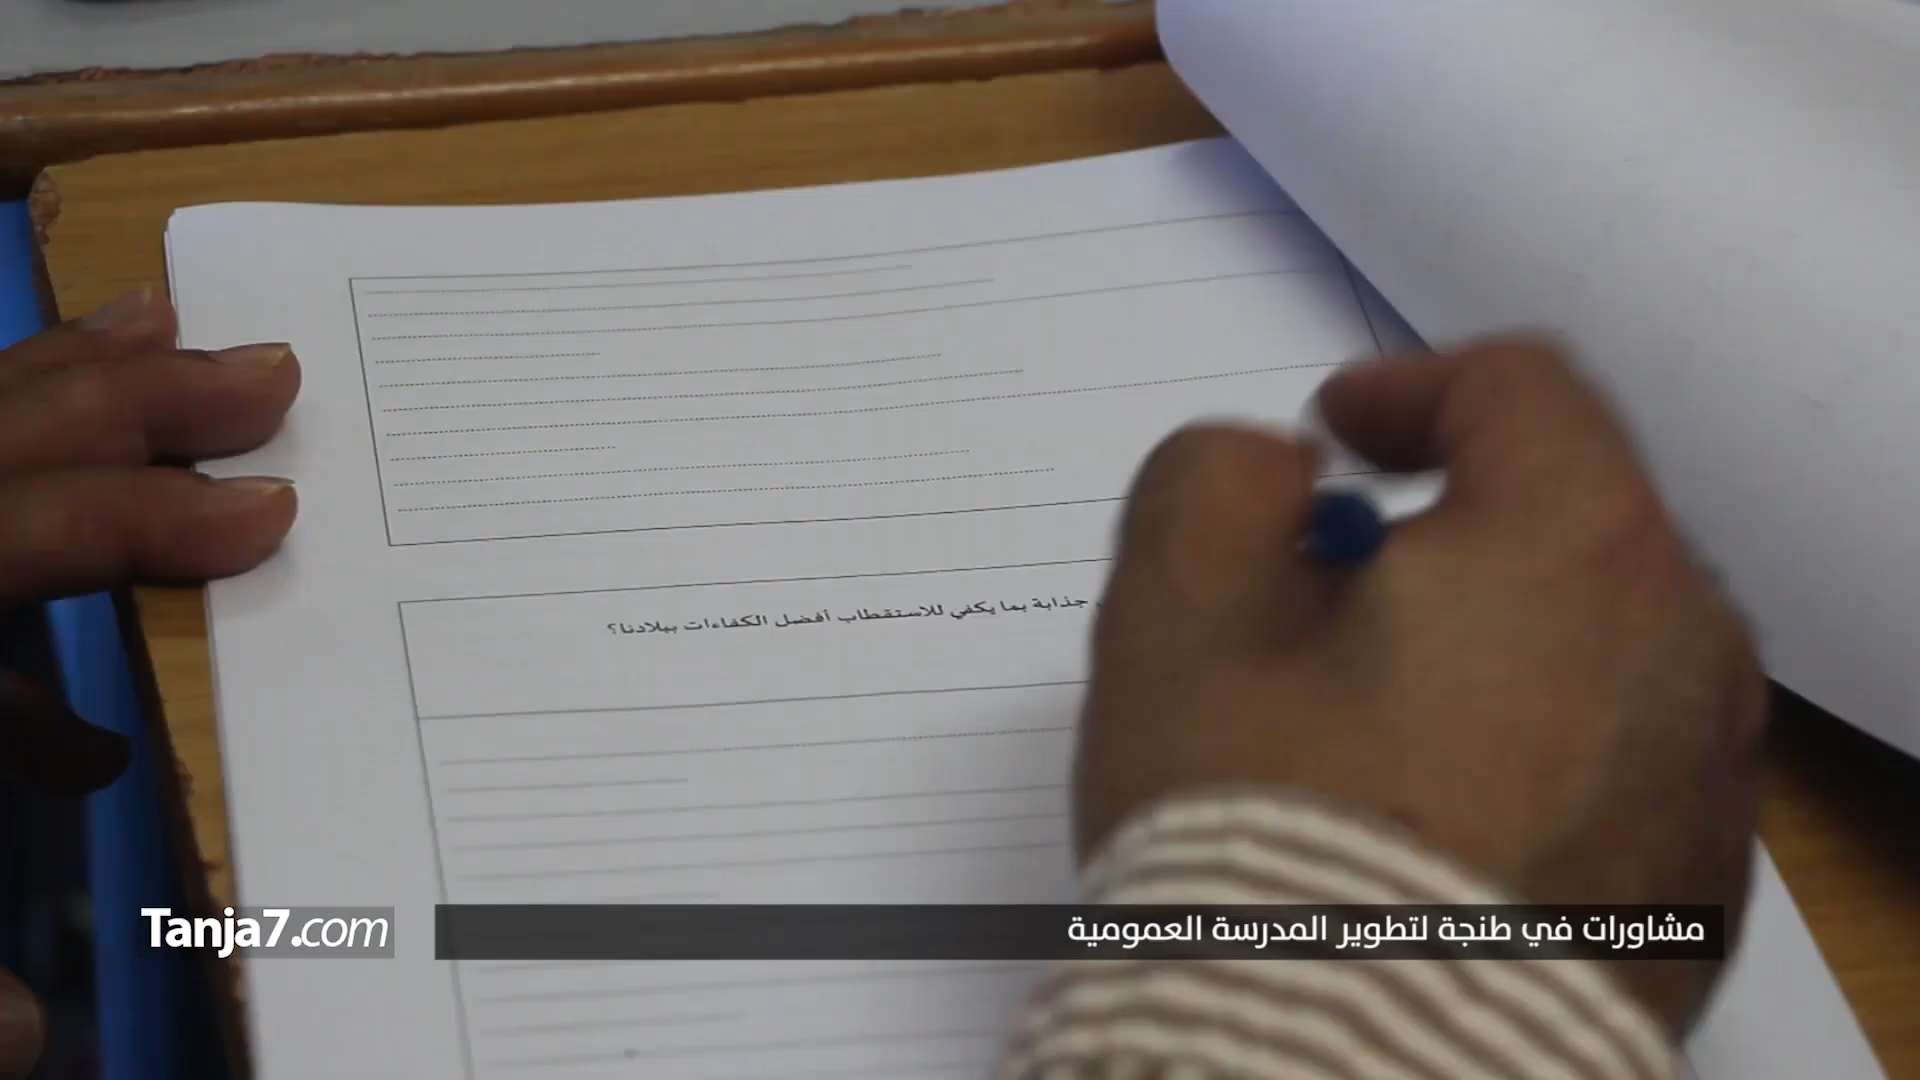 جذابة بما يكفي للاستقطاب أفضل الكفاءات ببلادنا؟
Tanja7.com
مشاورات في طنجة لتطوير المدرسة العمومية